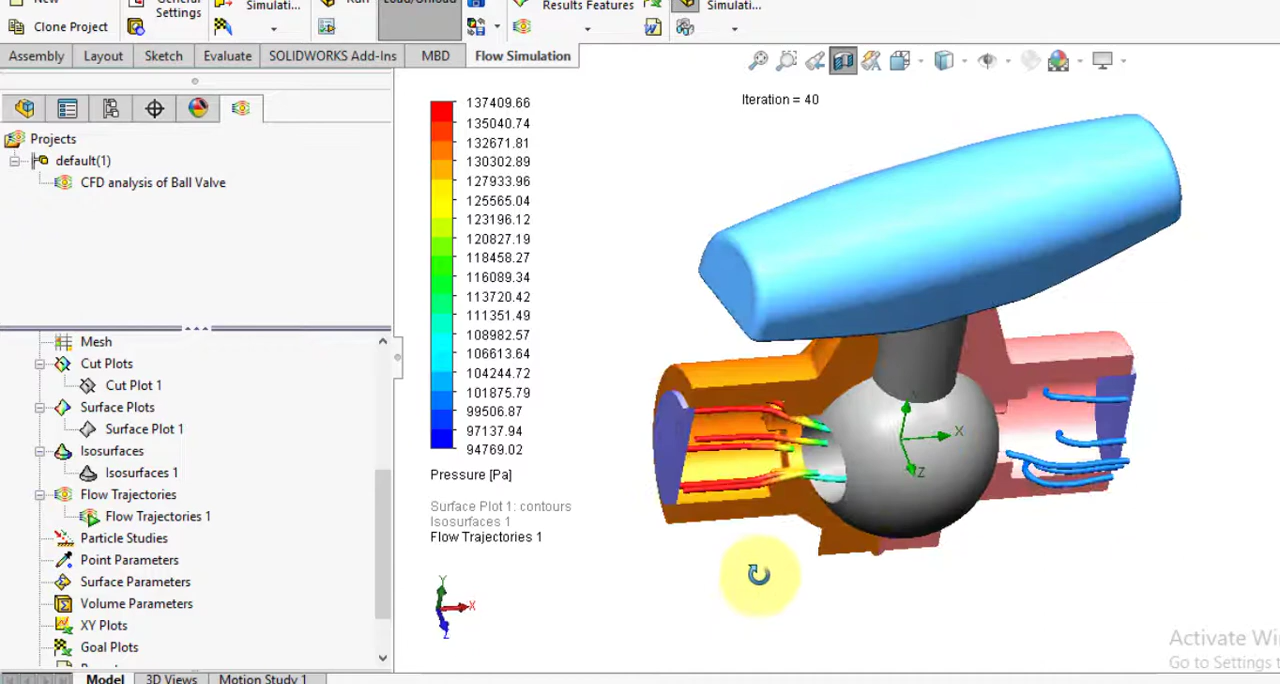 New
General
Settings
Simulati...
Run
Load/Unload
Results Features
Simulati...
Clone Project
Assembly
Layout
Sketch
Evaluate
SOLIDWORKS Add-Ins
MBD
Flow Simulation
Projects
default(1)
CFD analysis of Ball Valve
Mesh
Cut Plots
Cut Plot 1
Surface Plots
Surface Plot 1
Isosurfaces
Isosurfaces 1
Flow Trajectories
Flow Trajectories 1
Particle Studies
Point Parameters
Surface Parameters
Volume Parameters
XY Plots
Goal Plots
Iteration = 40
137409.66
135040.74
132671.81
130302.89
127933.96
125565.04
123196.12
120827.19
118458.27
116089.34
113720.42
111351.49
108982.57
106613.64
104244.72
101875.79
99506.87
97137.94
94769.02
Pressure [Pa]
Surface Plot 1: contours
Isosurfaces 1
Flow Trajectories 1
X
Z
Y
X
Z
Activate Wi
Go to Settings t
Model
3D Views
Motion Study 1